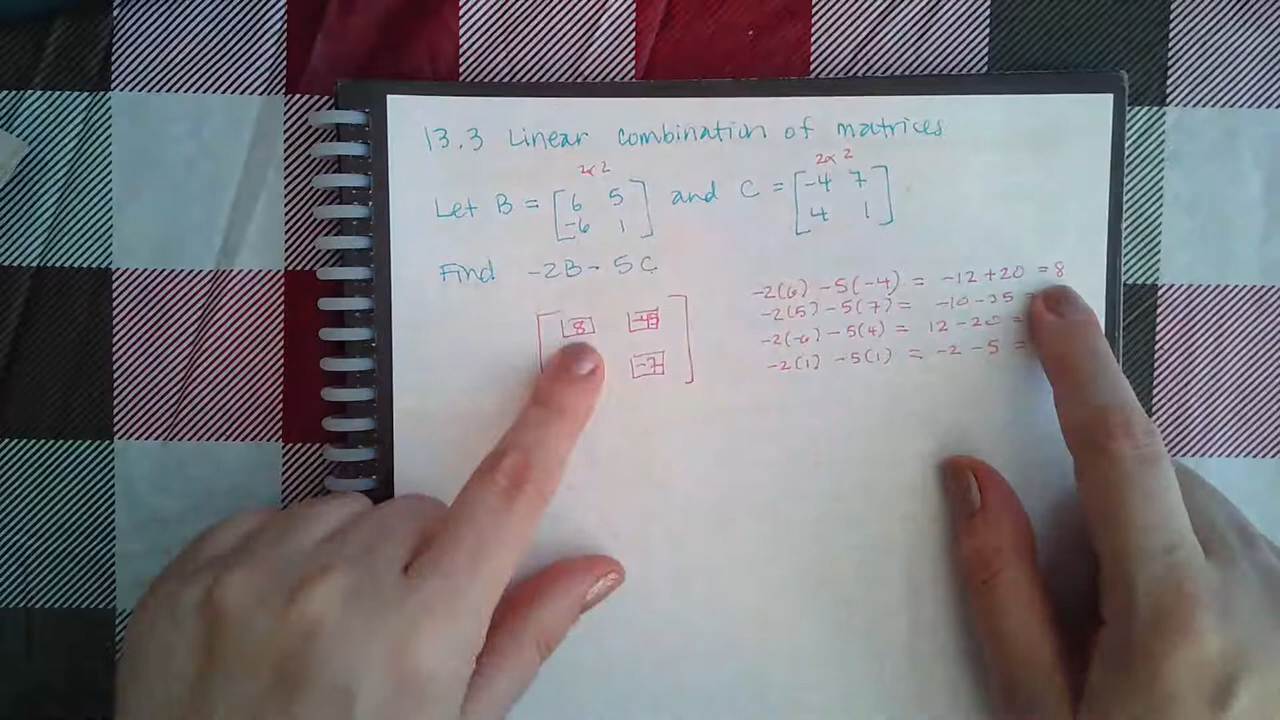 13.3 Linear combination of matrices
2x2 2x2
Let B = [6 5 and C = [-4 7
-6 1] 4 1]
Find -2B - 5C
-2(6) - 5(-4) = -12 + 20 = 8
-2(5) - 5(7) = -10 - 35 =
-2(-6) - 5(4) = 12 - 20 =
-2(1) - 5(1) = -2 - 5 =
[8 -45
-7]